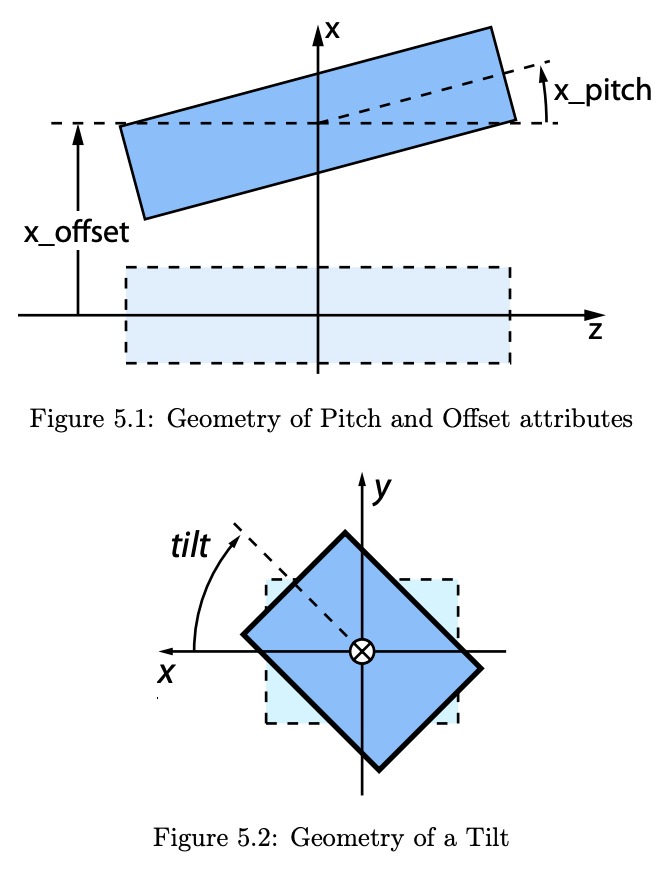 x
x_pitch
x_offset
z
Figure 5.1: Geometry of Pitch and Offset attributes
y
tilt
x
Figure 5.2: Geometry of a Tilt